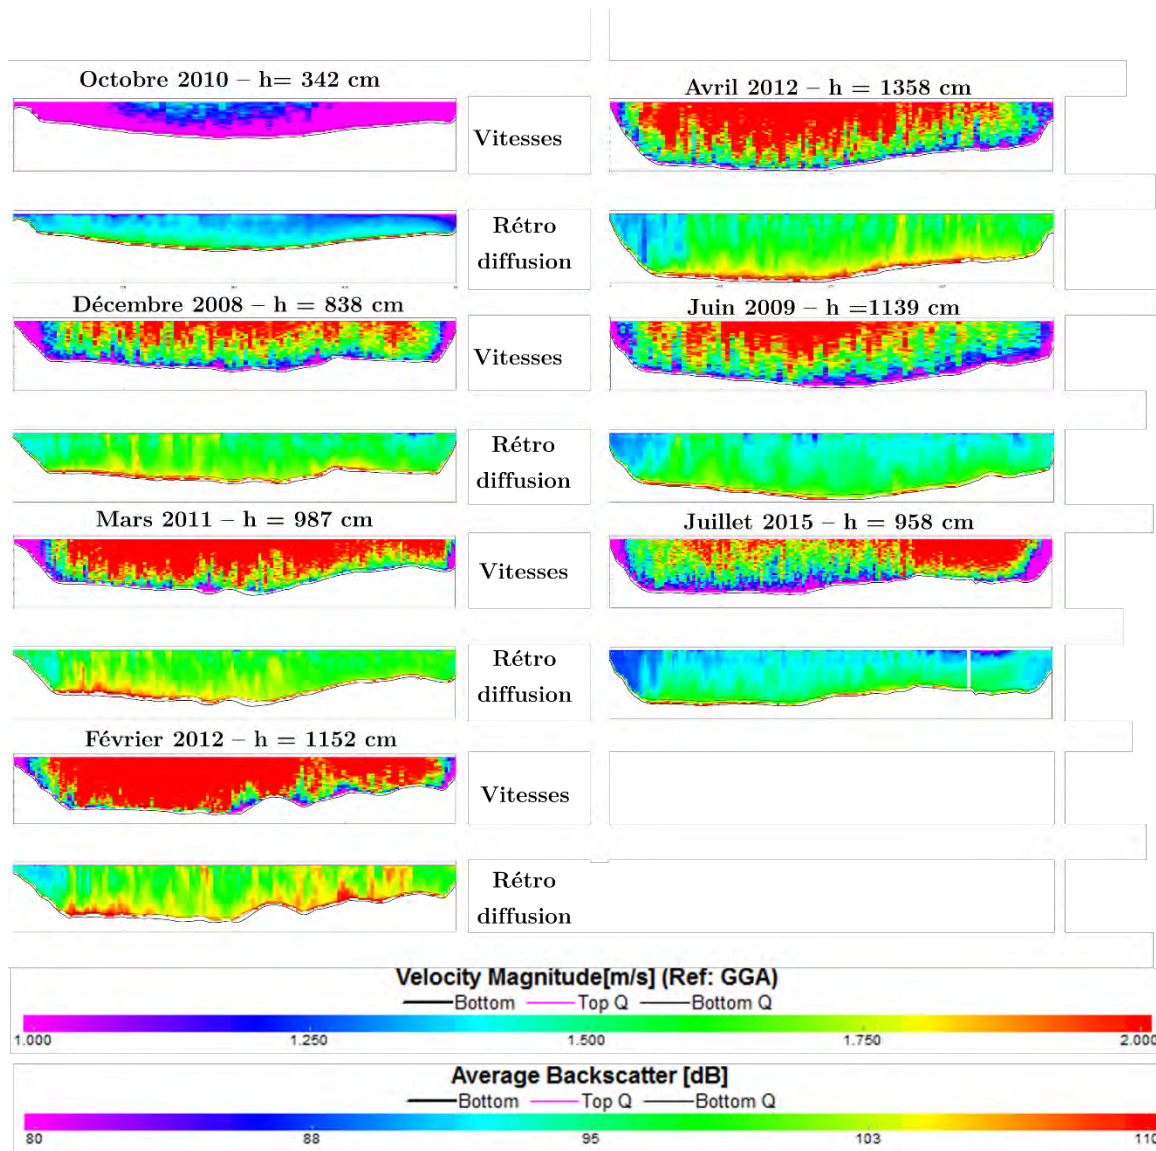 Octobre 2010 – h= 342 cm
Avril 2012 – h = 1358 cm
Vitesses
Rétro
diffusion
Décembre 2008 – h = 838 cm
Juin 2009 – h =1139 cm
Vitesses
Rétro
diffusion
Mars 2011 – h = 987 cm
Juillet 2015 – h = 958 cm
Vitesses
Rétro
diffusion
Février 2012 – h = 1152 cm
Vitesses
Rétro
diffusion
Velocity Magnitude[m/s] (Ref: GGA)
Bottom Top Q Bottom Q
1.000 1.250 1.500 1.750 2.000
Average Backscatter [dB]
Bottom Top Q Bottom Q
80 88 95 103 110